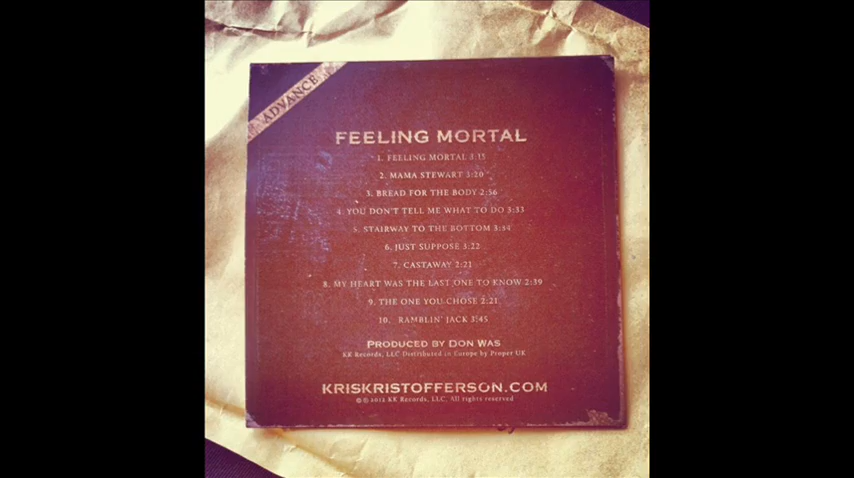 ADVANCE
FEELING MORTAL
1. FEELING MORTAL 3:15
2. MAMA STEWART 3:20
3. BREAD FOR THE BODY 2:56
4. YOU DON'T TELL ME WHAT TO DO 3:33
5. STAIRWAY TO THE BOTTOM 3:34
6. JUST SUPPOSE 3:22
7. CASTAWAY 2:21
8. MY HEART WAS THE LAST ONE TO KNOW 2:39
9. THE ONE YOU CHOSE 2:21
10. RAMBLIN' JACK 3:45
PRODUCED BY DON WAS
KK Records, LLC Distributed in Europe by Proper UK
KRISKRISTOFFERSON.COM
℗ © 2012 KK Records, LLC. All rights reserved